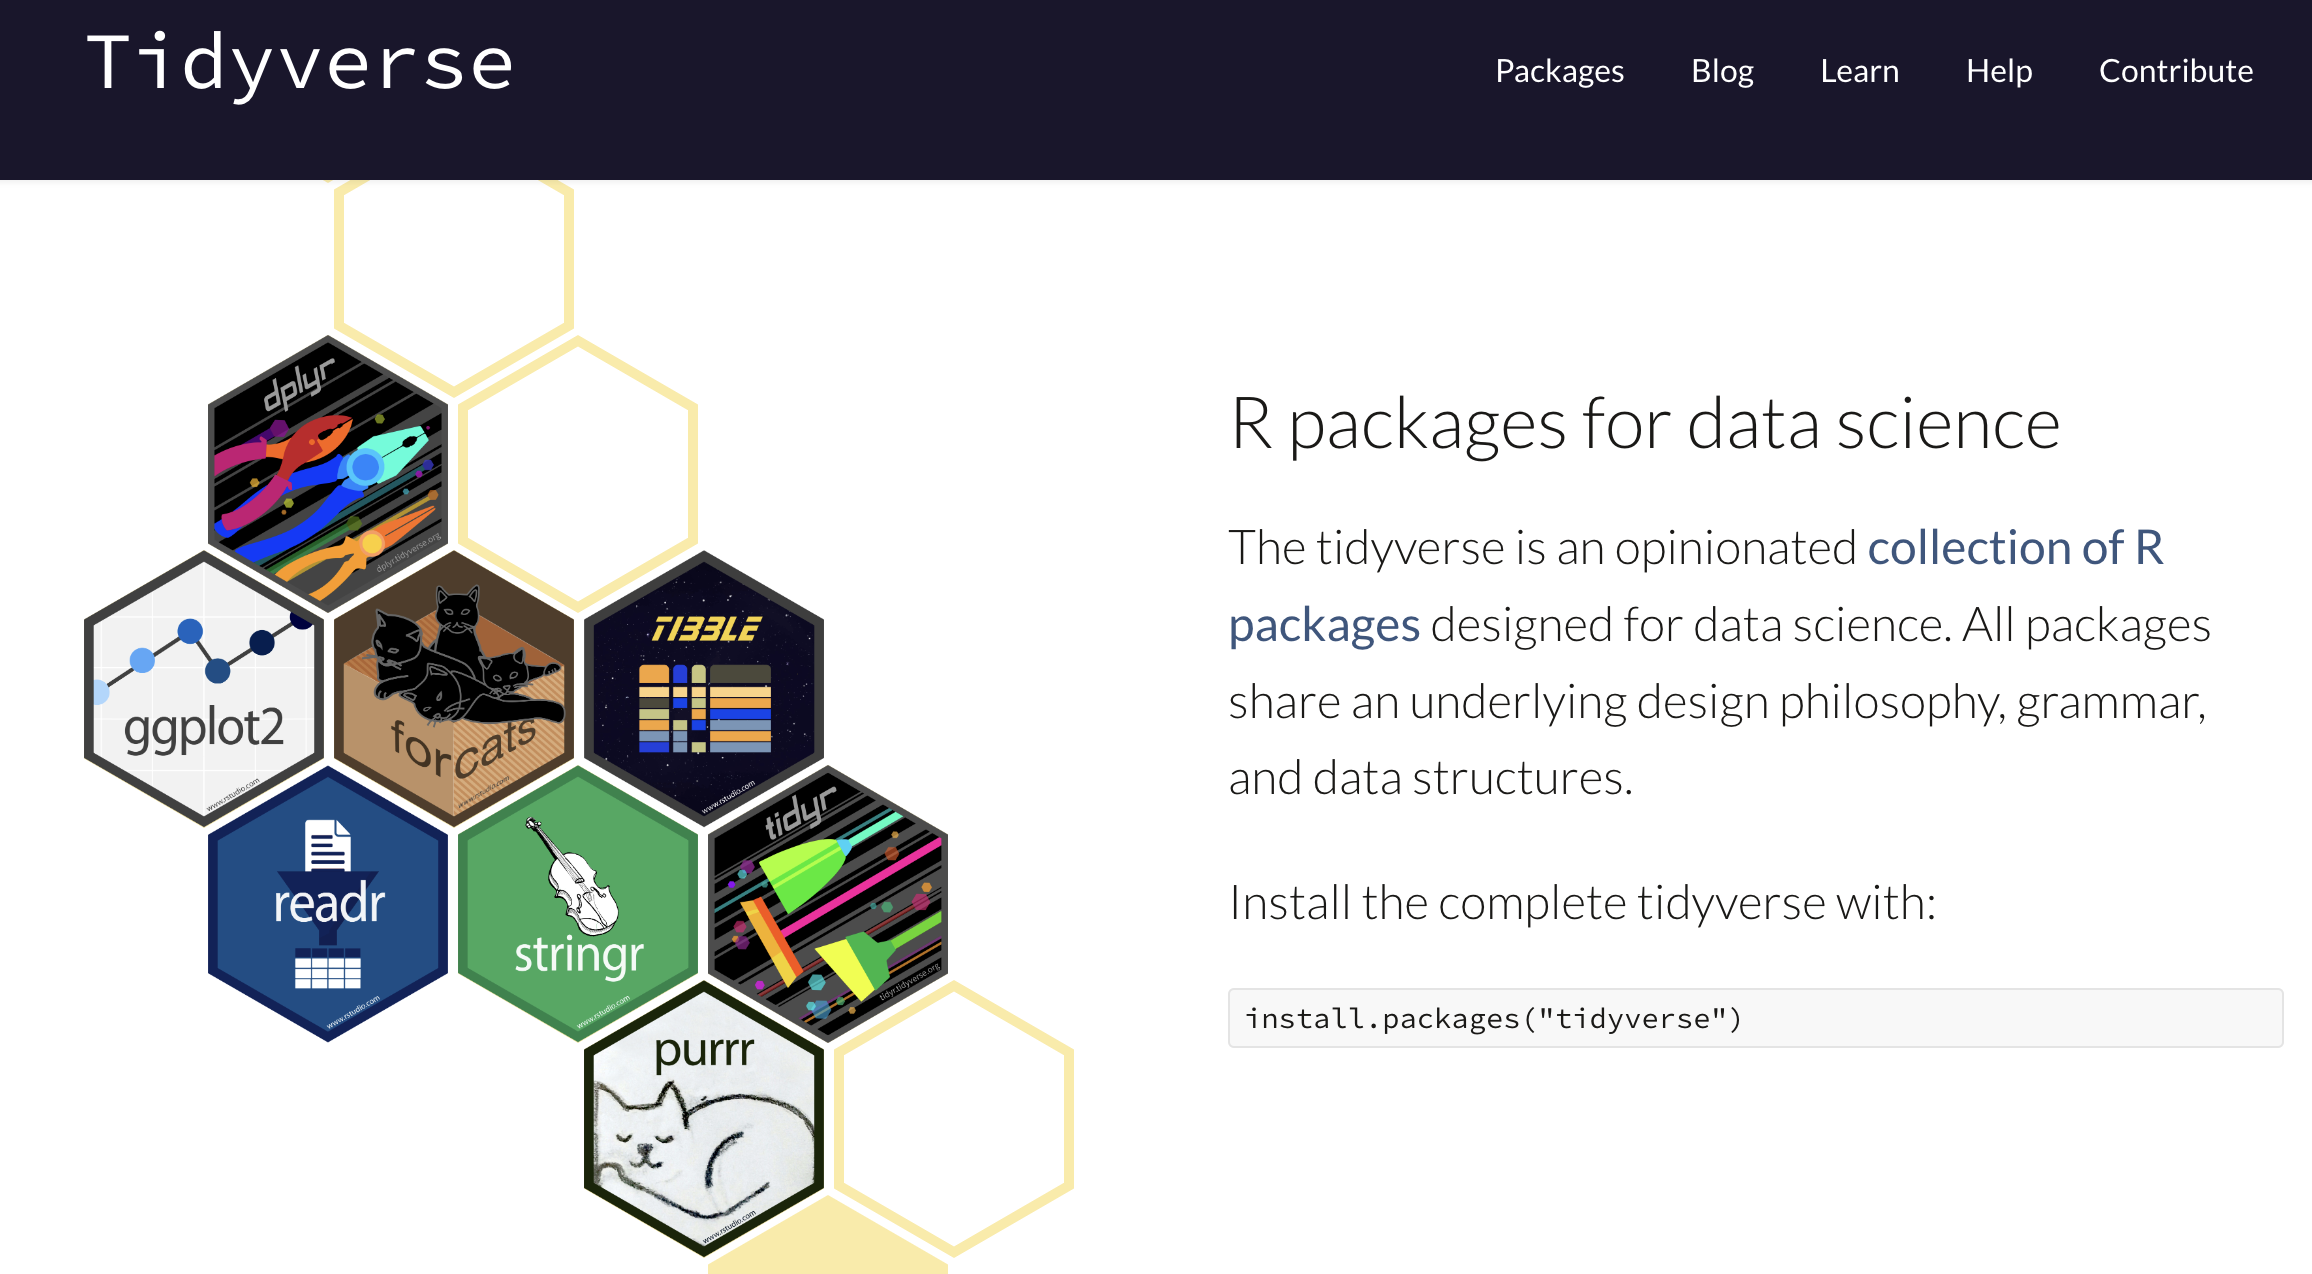 Tidyverse
Packages Blog Learn Help Contribute
dplyr
dplyr.tidyverse.org
ggplot2
www.rstudio.com
forcats
www.rstudio.com
TIBBLE
www.rstudio.com
readr
www.rstudio.com
stringr
www.rstudio.com
tidyr
tidyr.tidyverse.org
purrr
www.rstudio.com
R packages for data science
The tidyverse is an opinionated collection of R
packages designed for data science. All packages
share an underlying design philosophy, grammar,
and data structures.
Install the complete tidyverse with:
install.packages("tidyverse")